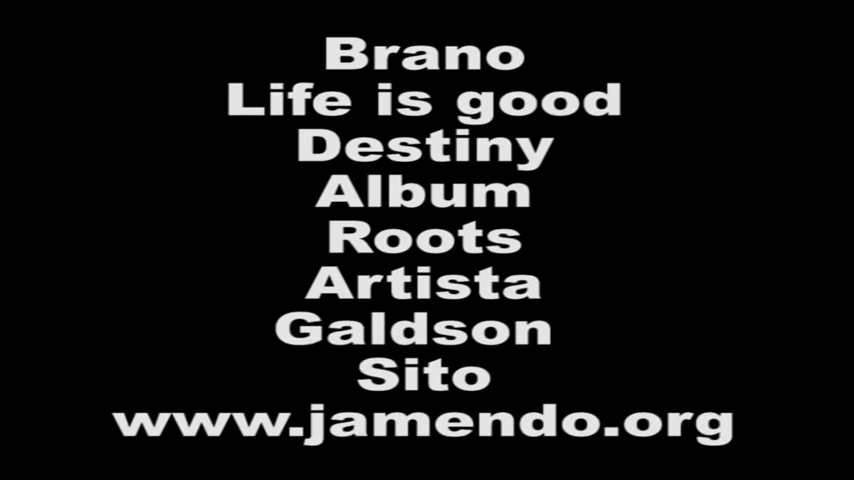 Brano
Life is good
Destiny
Album
Roots
Artista
Galdson
Sito
www.jamendo.org